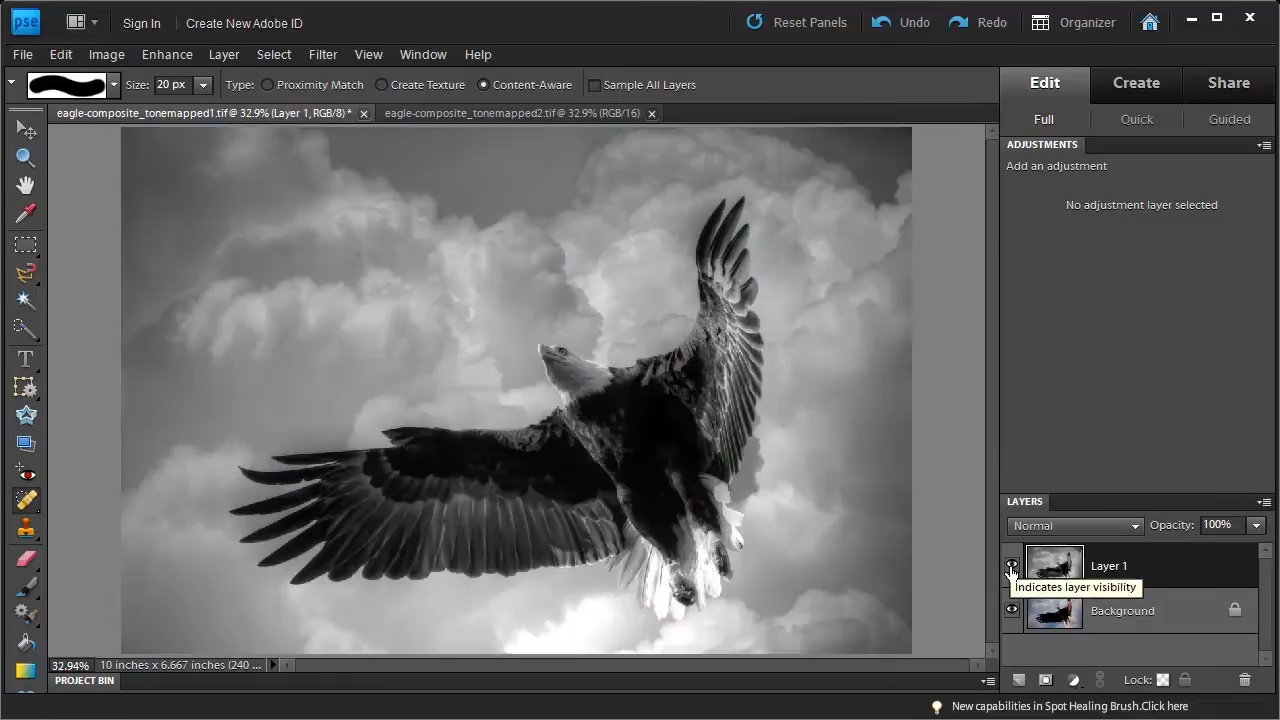 pse Sign In Create New Adobe ID Reset Panels Undo Redo Organizer
File Edit Image Enhance Layer Select Filter View Window Help
Size: 20 px Type: Proximity Match Create Texture Content-Aware Sample All Layers
Edit Create Share
eagle-composite_tonemapped1.tif@ 32.9% (Layer 1,RGB/8)* eagle-composite_tonemapped2.tif@ 32.9% (RGB/16)
Full Quick Guided
ADJUSTMENTS
Add an adjustment
No adjustment layer selected
LAYERS
Normal Opacity: 100%
Layer 1
Indicates layer visibility
Background
32.94% 10 inches x 6.667 inches (240 ...
PROJECT BIN
Lock:
New capabilities in Spot Healing Brush.Click here